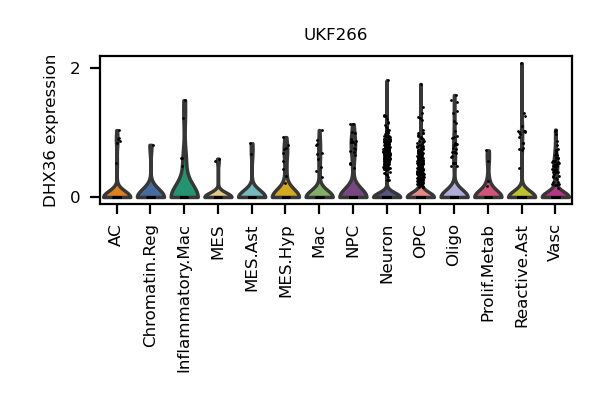 UKF266
DHX36 expression
2
0
AC
Chromatin.Reg
Inflammatory.Mac
MES
MES.Ast
MES.Hyp
Mac
NPC
Neuron
OPC
Oligo
Prolif.Metab
Reactive.Ast
Vasc